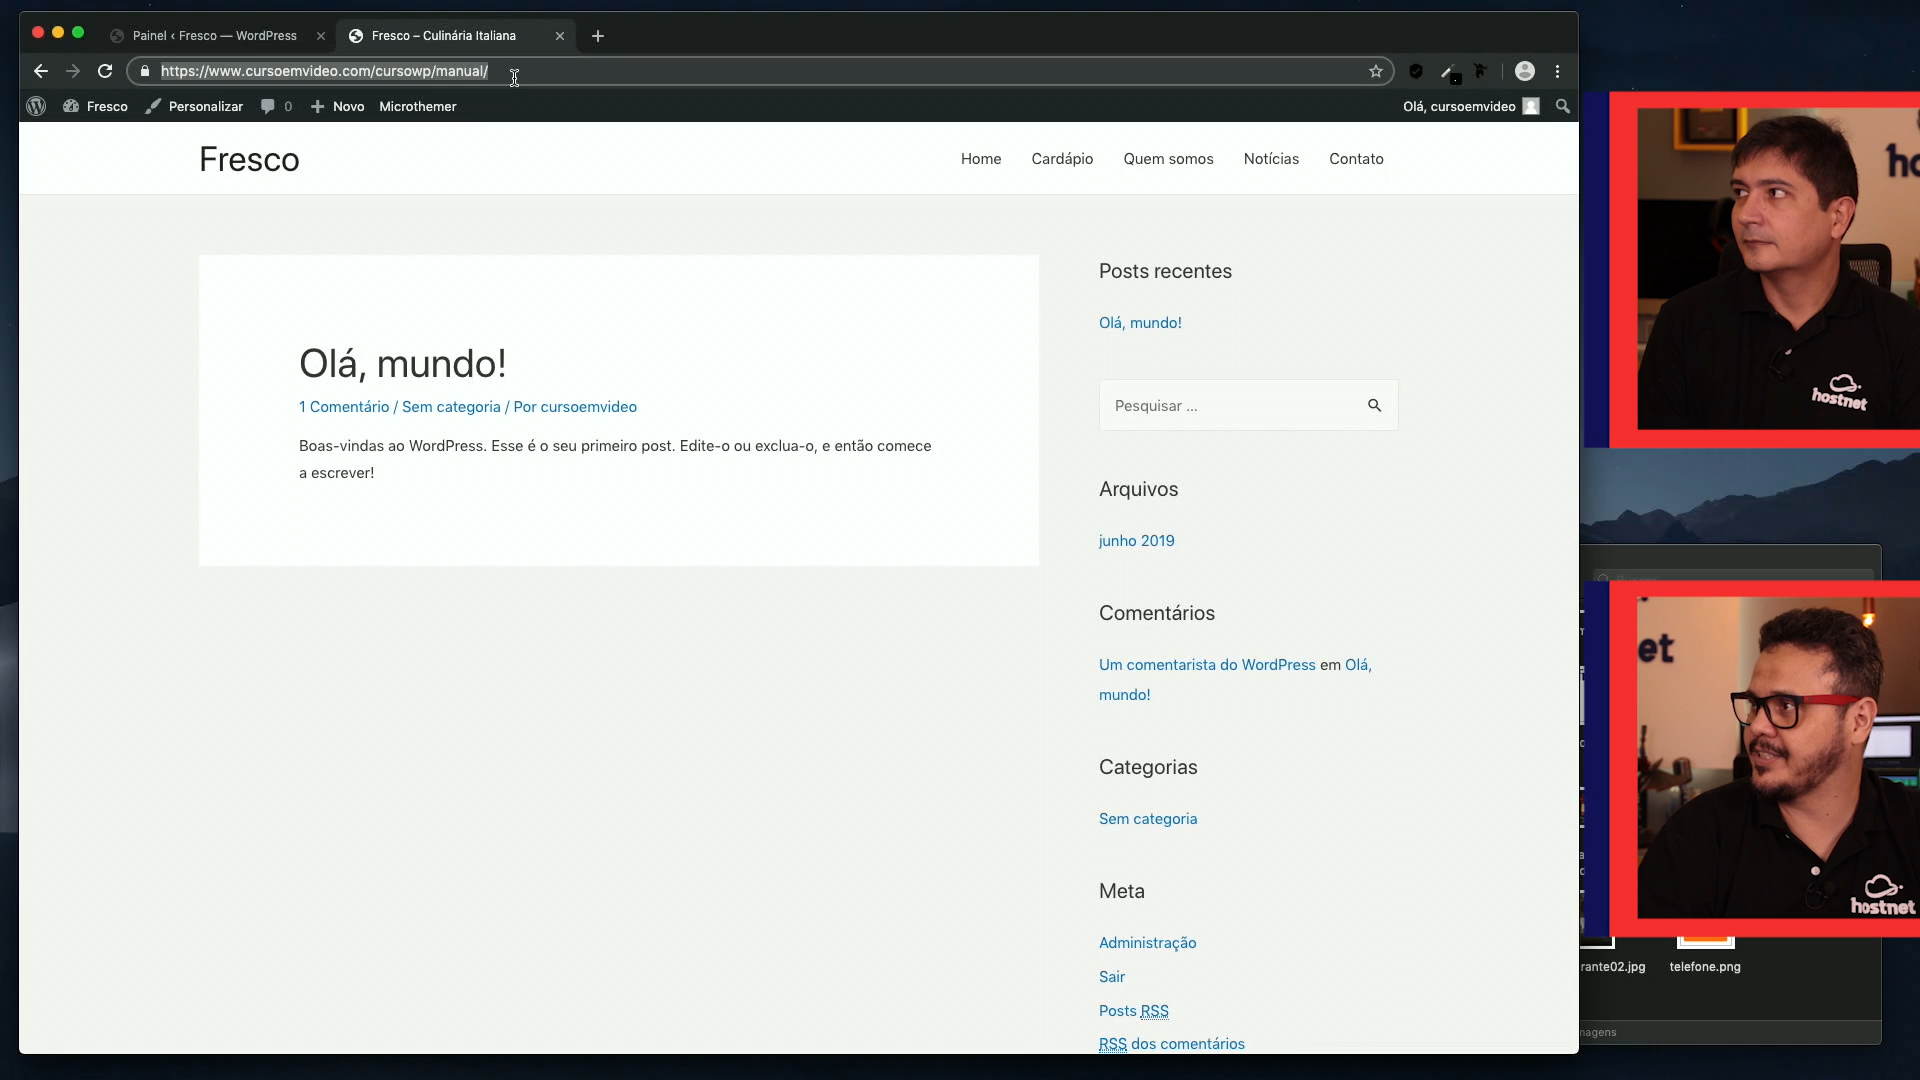 Painel ‹ Fresco — WordPress
Fresco – Culinária Italiana
https://www.cursoemvideo.com/cursowp/manual/
Fresco
Personalizar
0
Novo
Microthemer
Olá, cursoemvideo
Fresco
Home
Cardápio
Quem somos
Notícias
Contato
Olá, mundo!
1 Comentário / Sem categoria / Por cursoemvideo
Boas-vindas ao WordPress. Esse é o seu primeiro post. Edite-o ou exclua-o, e então comece
a escrever!
Posts recentes
Olá, mundo!
Pesquisar ...
Arquivos
junho 2019
Comentários
Um comentarista do WordPress em Olá,
mundo!
Categorias
Sem categoria
Meta
Administração
Sair
Posts RSS
RSS dos comentários
hostnet
et
hostnet
rante02.jpg
telefone.png
nagens